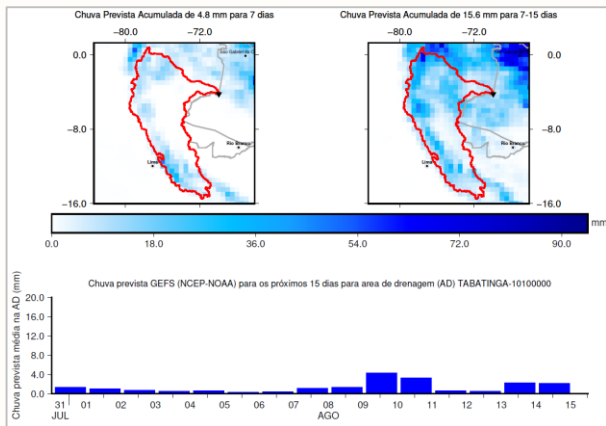 Chuva Prevista Acumulada de 4.8 mm para 7 dias
Chuva Prevista Acumulada de 15.6 mm para 7-15 dias
−80.0 −72.0
−80.0 −72.0
0.0
−8.0
−16.0
Rio Branco
Lima
0.0
−8.0
−16.0
Rio Branco
Lima
mm
0.0 18.0 36.0 54.0 72.0 90.0
Chuva prevista GEFS (NCEP-NOAA) para os próximos 15 dias para area de drenagem (AD) TABATINGA-10100000
Chuva prevista média na AD (mm)
20.0
16.0
12.0
8.0
4.0
0.0
31 01 02 03 04 05 06 07 08 09 10 11 12 13 14 15
JUL AGO